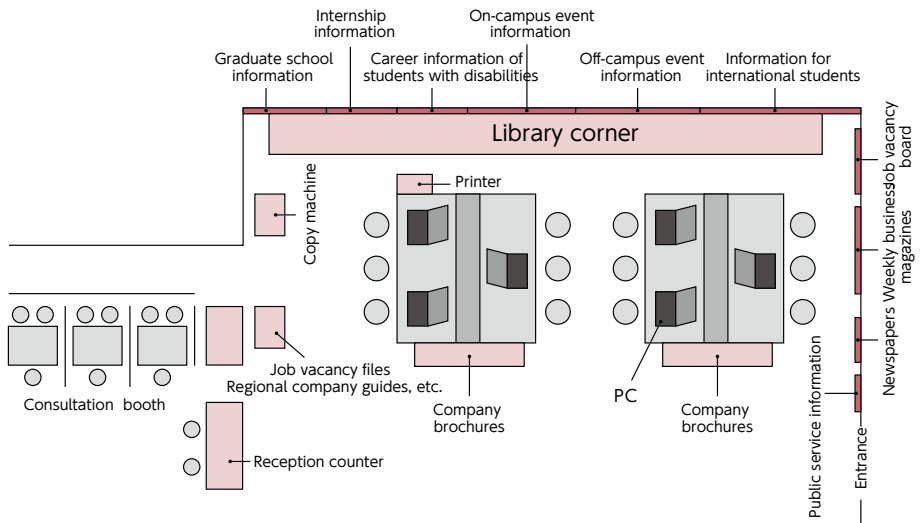 Internship
information
On-campus event
information
Graduate school
information
Career information of
students with disabilities
Off-campus event
information
Information for
international students
Library corner
Job vacancy
board
Weekly business
magazines
Newspapers
Public service information
Entrance
Printer
Copy machine
Job vacancy files
Regional company guides, etc.
Company
brochures
PC
Company
brochures
Consultation booth
Reception counter